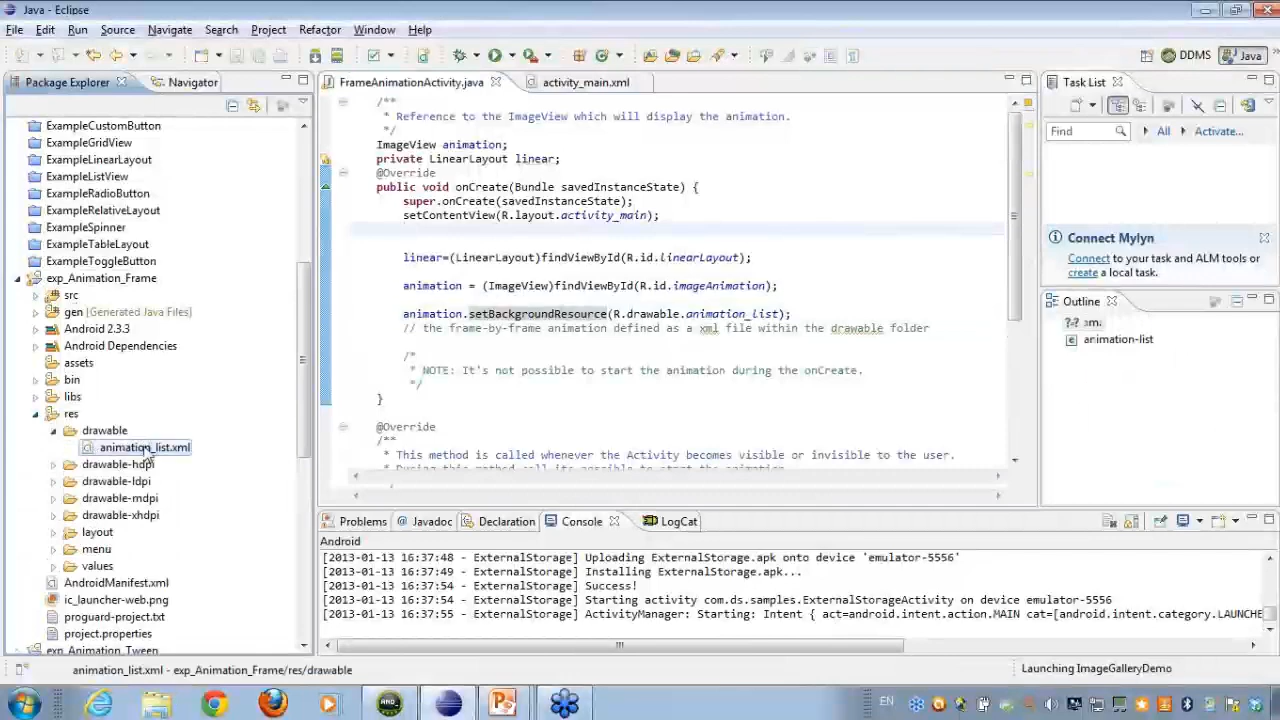 Java - Eclipse
File Edit Run Source Navigate Search Project Refactor Window Help
DDMS Java
Package Explorer Navigator
ExampleCustomButton
ExampleGridView
ExampleLinearLayout
ExampleListView
ExampleRadioButton
ExampleRelativeLayout
ExampleSpinner
ExampleTableLayout
ExampleToggleButton
exp_Animation_Frame
src
gen [Generated Java Files]
Android 2.3.3
Android Dependencies
assets
bin
libs
res
drawable
animation_list.xml
drawable-hdpi
drawable-ldpi
drawable-mdpi
drawable-xhdpi
layout
menu
values
AndroidManifest.xml
ic_launcher-web.png
proguard-project.txt
project.properties
exp_Animation_Tween
FrameAnimationActivity.java activity_main.xml
/**
* Reference to the ImageView which will display the animation.
*/
ImageView animation;
private LinearLayout linear;
@Override
public void onCreate(Bundle savedInstanceState) {
super.onCreate(savedInstanceState);
setContentView(R.layout.activity_main);
linear=(LinearLayout)findViewById(R.id.linearLayout);
animation = (ImageView)findViewById(R.id.imageAnimation);
animation.setBackgroundResource(R.drawable.animation_list);
// the frame-by-frame animation defined as a xml file within the drawable folder
/*
* NOTE: It's not possible to start the animation during the onCreate.
*/
}
@Override
/**
* This method is called whenever the Activity becomes visible or invisible to the user.
* During this method call its possible to start the animation.
Task List
Find All Activate...
Connect Mylyn
Connect to your task and ALM tools or
create a local task.
Outline
?=? xml
animation-list
Problems Javadoc Declaration Console LogCat
Android
[2013-01-13 16:37:48 - ExternalStorage] Uploading ExternalStorage.apk onto device 'emulator-5556'
[2013-01-13 16:37:49 - ExternalStorage] Installing ExternalStorage.apk...
[2013-01-13 16:37:54 - ExternalStorage] Success!
[2013-01-13 16:37:54 - ExternalStorage] Starting activity com.ds.samples.ExternalStorageActivity on device emulator-5556
[2013-01-13 16:37:55 - ExternalStorage] ActivityManager: Starting: Intent { act=android.intent.action.MAIN cat=[android.intent.category.LAUNCHE
animation_list.xml - exp_Animation_Frame/res/drawable
Launching ImageGalleryDemo
EN